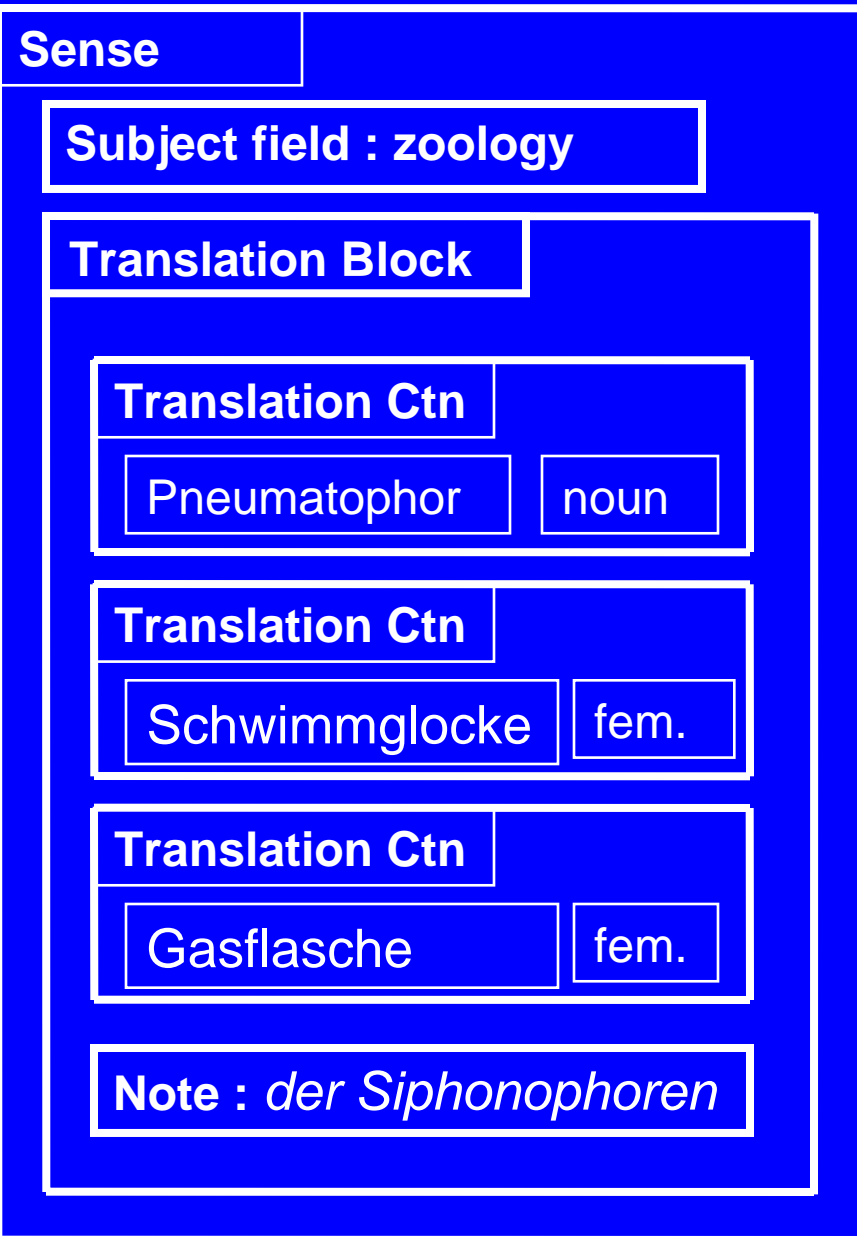 Sense
Subject field : zoology
Translation Block
Translation Ctn
Pneumatophor noun
Translation Ctn
Schwimmglocke fem.
Translation Ctn
Gasflasche fem.
Note : der Siphonophoren